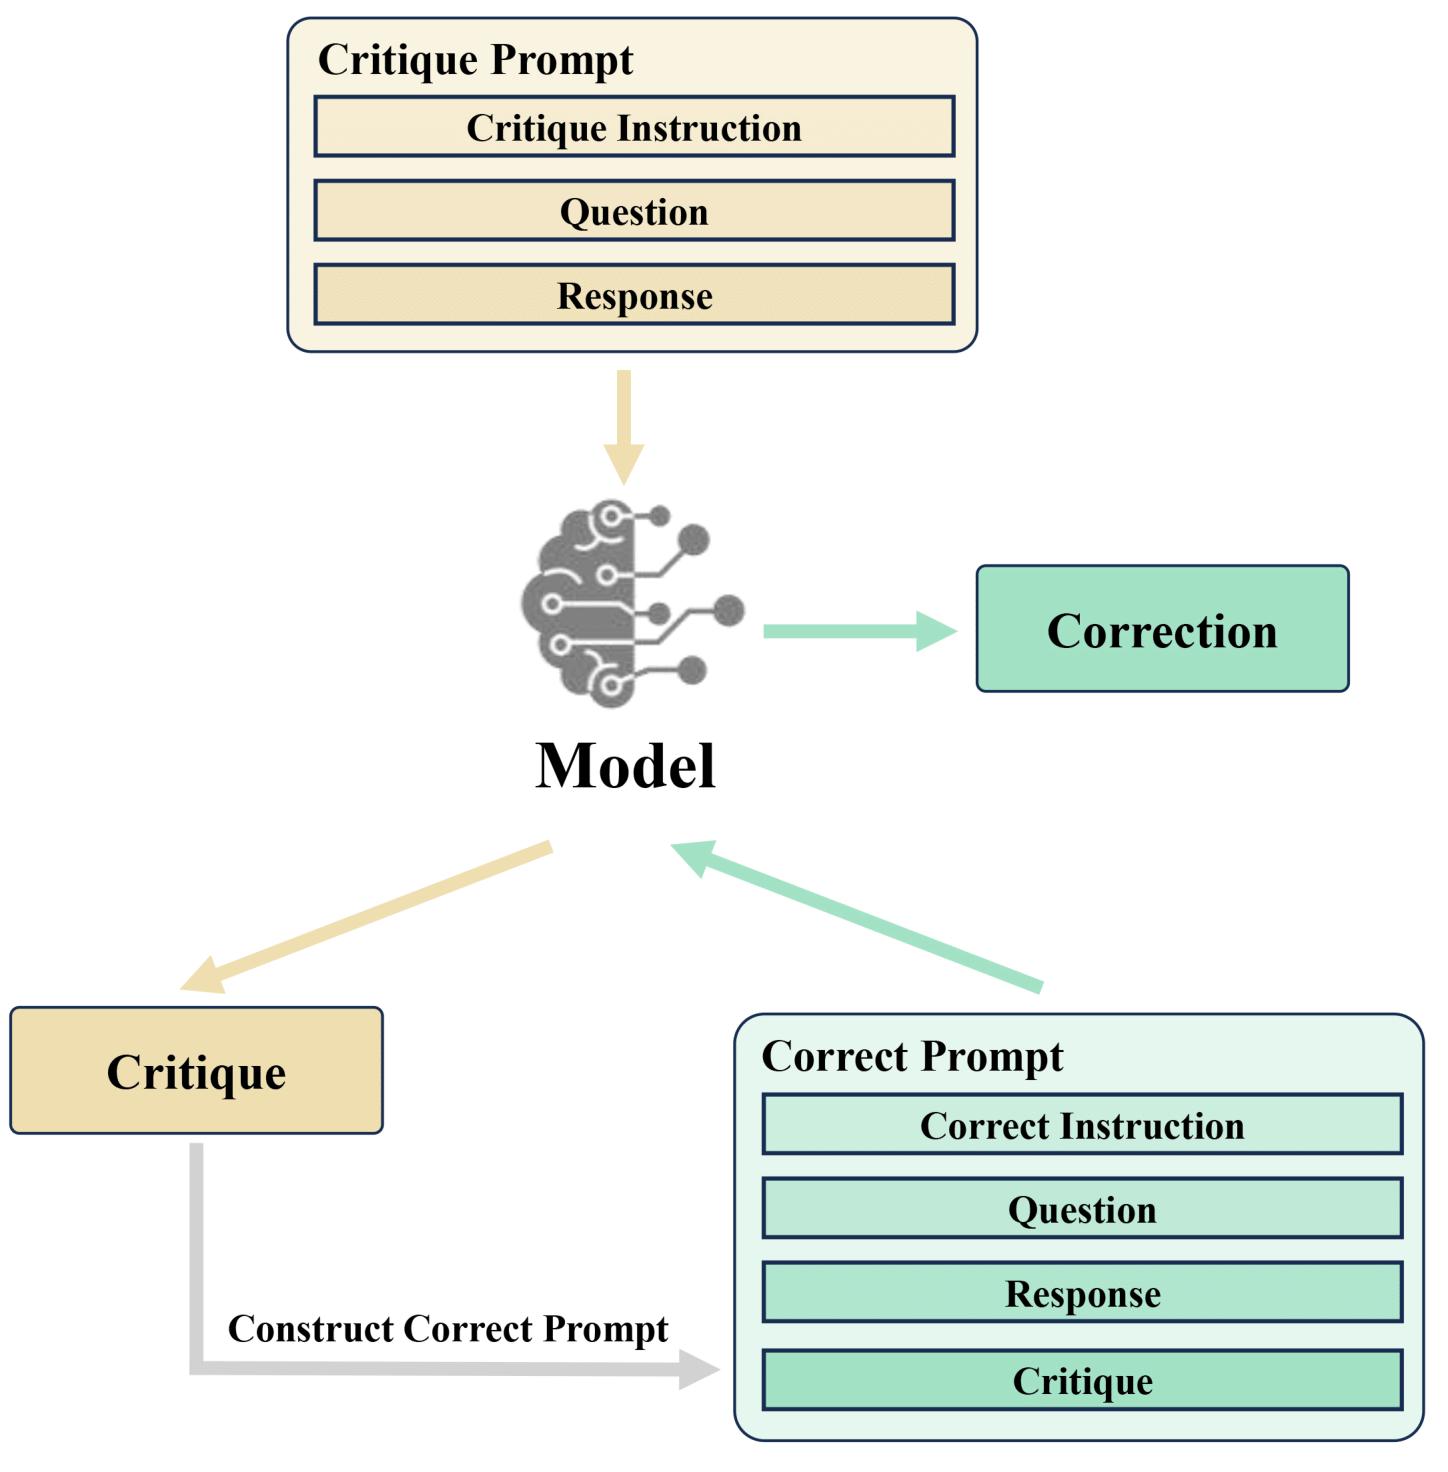 Critique Prompt
Critique Instruction
Question
Response
Correction
Model
Critique
Construct Correct Prompt
Correct Prompt
Correct Instruction
Question
Response
Critique